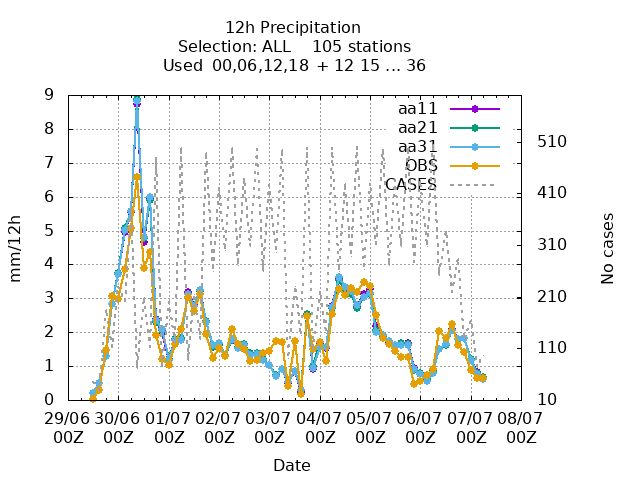 12h Precipitation
Selection: ALL    105 stations
Used  00,06,12,18  + 12 15 ... 36
aa11
aa21
aa31
OBS
CASES
mm/12h
9
8
7
6
5
4
3
2
1
0
No cases
510
410
310
210
110
10
29/06 30/06 01/07 02/07 03/07 04/07 05/07 06/07 07/07 08/07
00Z 00Z 00Z 00Z 00Z 00Z 00Z 00Z 00Z 00Z
Date